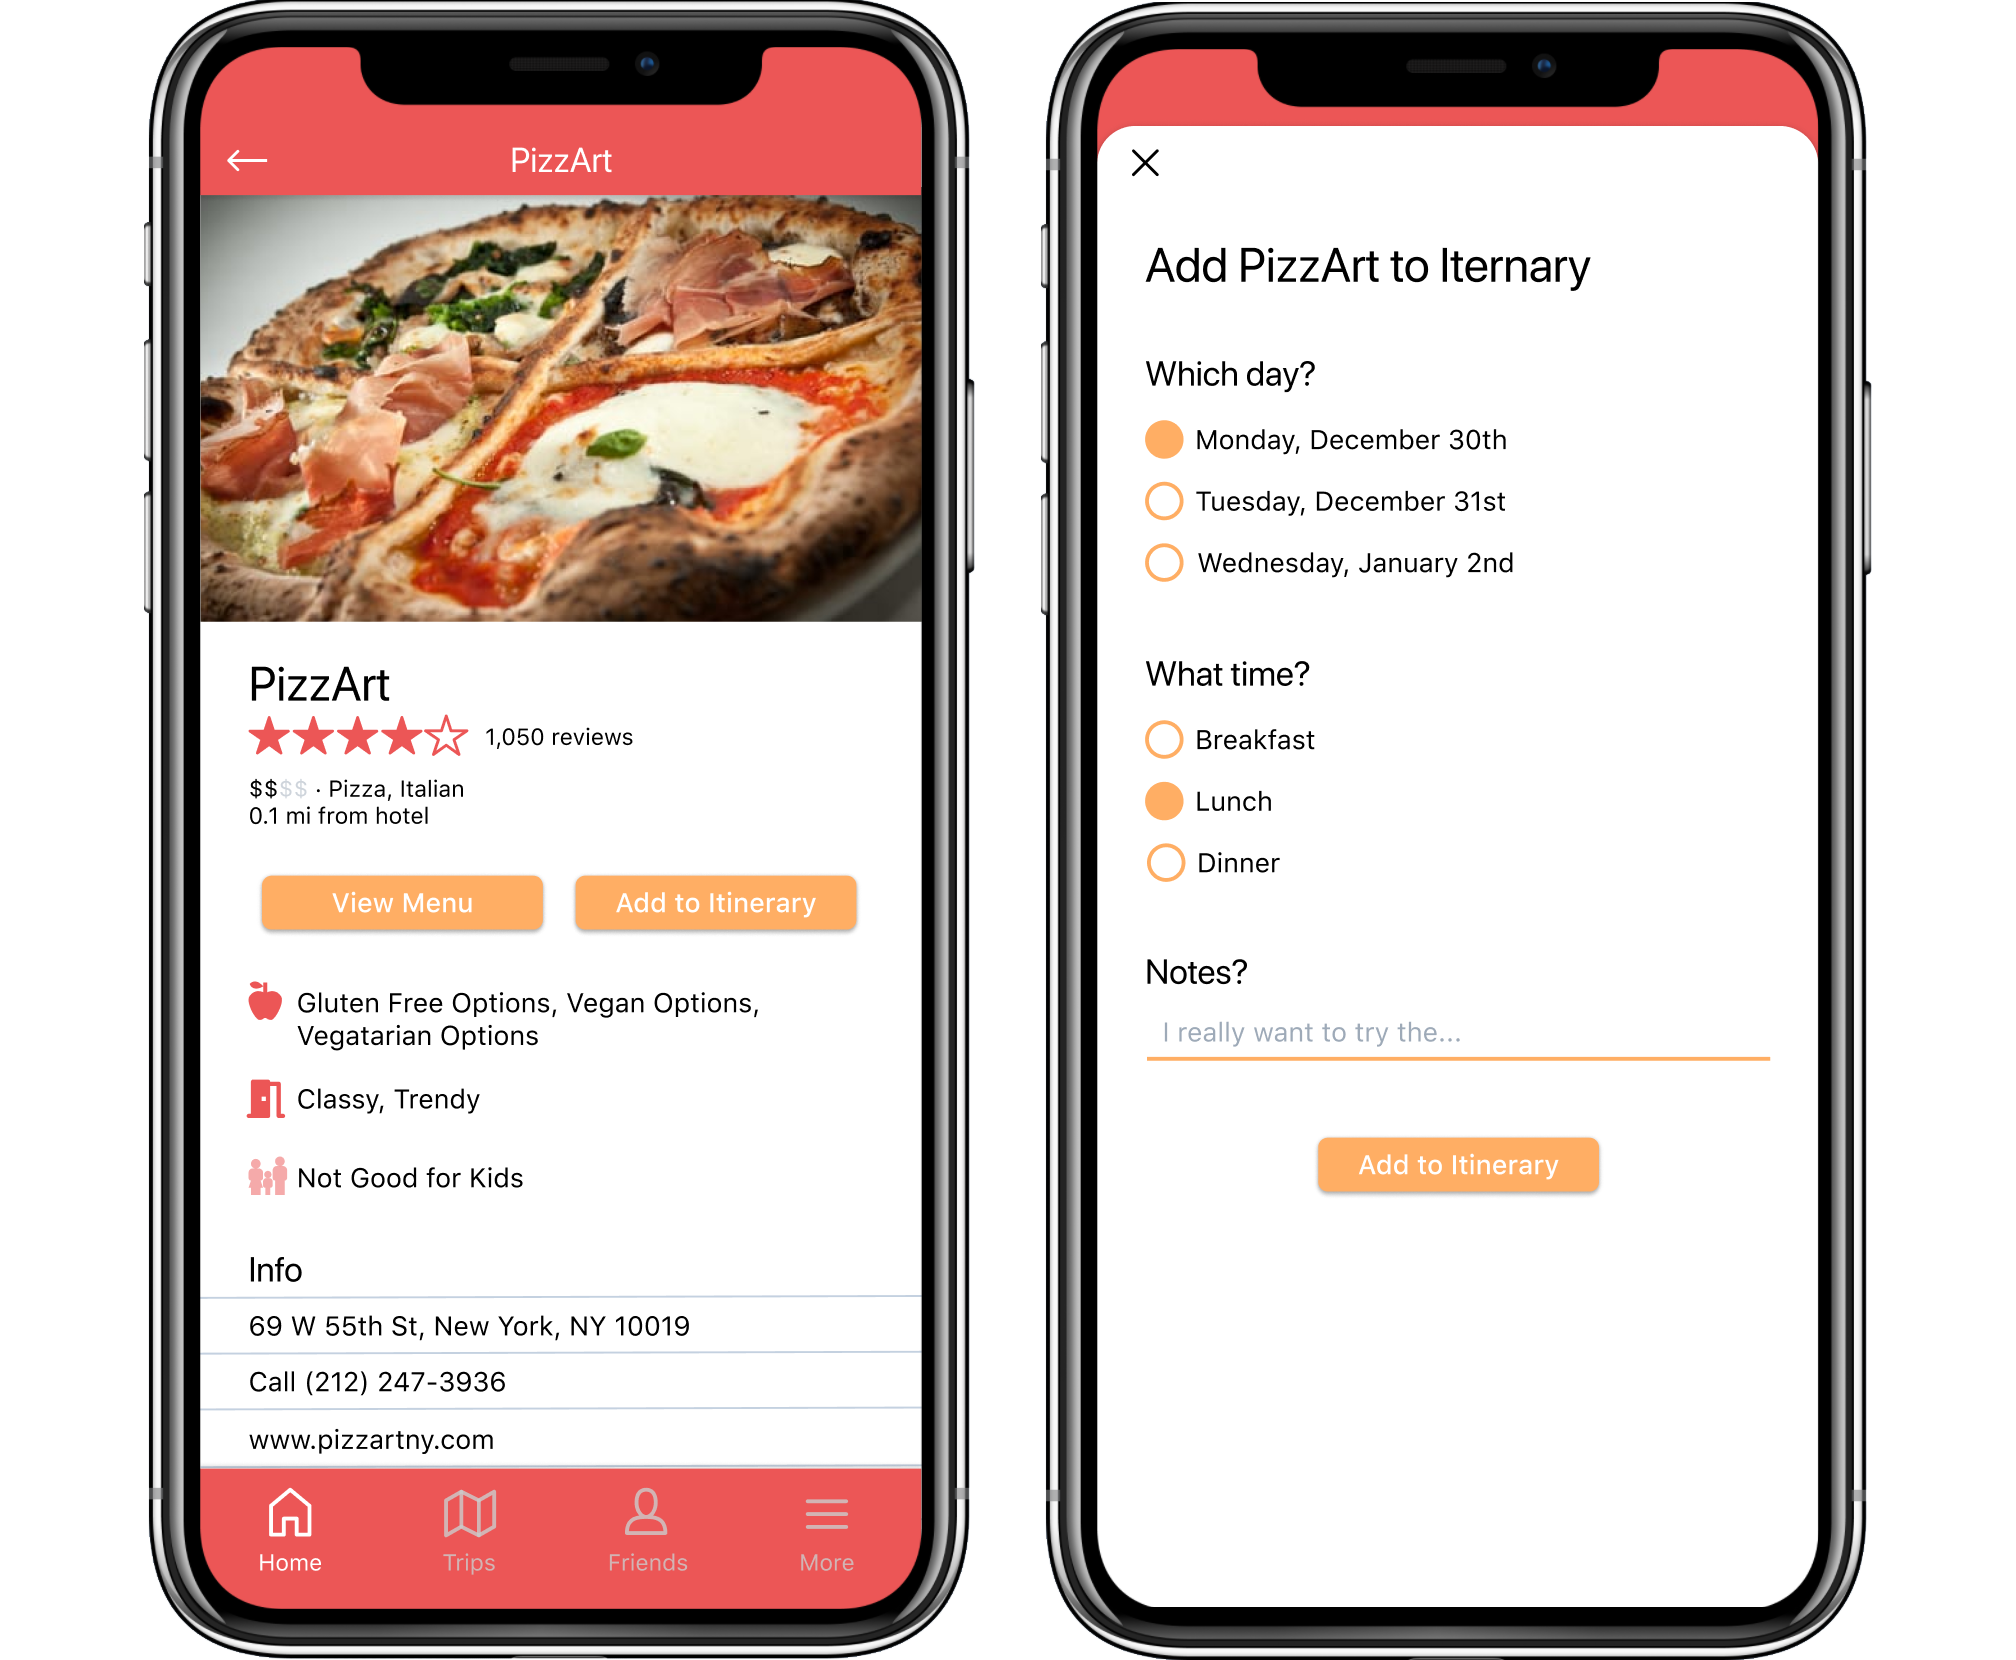 PizzArt
PizzArt
1,050 reviews
$$$$ · Pizza, Italian
0.1 mi from hotel
View Menu
Add to Itinerary
Gluten Free Options, Vegan Options,
Vegatarian Options
Classy, Trendy
Not Good for Kids
Info
69 W 55th St, New York, NY 10019
Call (212) 247-3936
www.pizzartny.com
Home
Trips
Friends
More
Add PizzArt to Iternary
Which day?
Monday, December 30th
Tuesday, December 31st
Wednesday, January 2nd
What time?
Breakfast
Lunch
Dinner
Notes?
I really want to try the...
Add to Itinerary